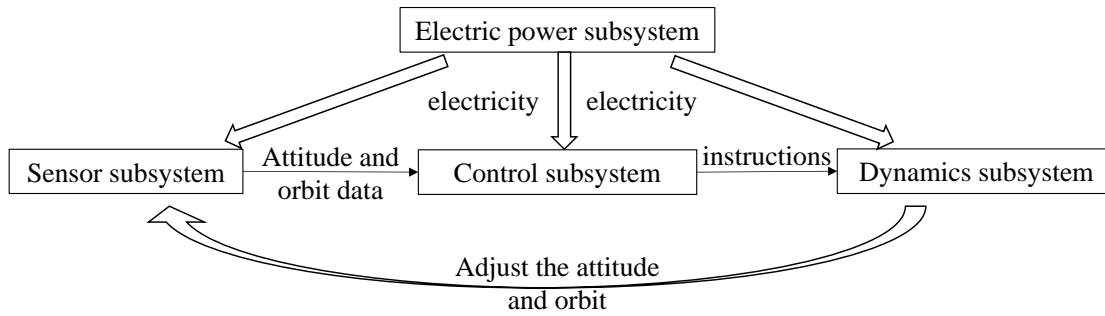 Electric power subsystem
electricity
electricity
Sensor subsystem
Attitude and
orbit data
Control subsystem
instructions
Dynamics subsystem
Adjust the attitude
and orbit